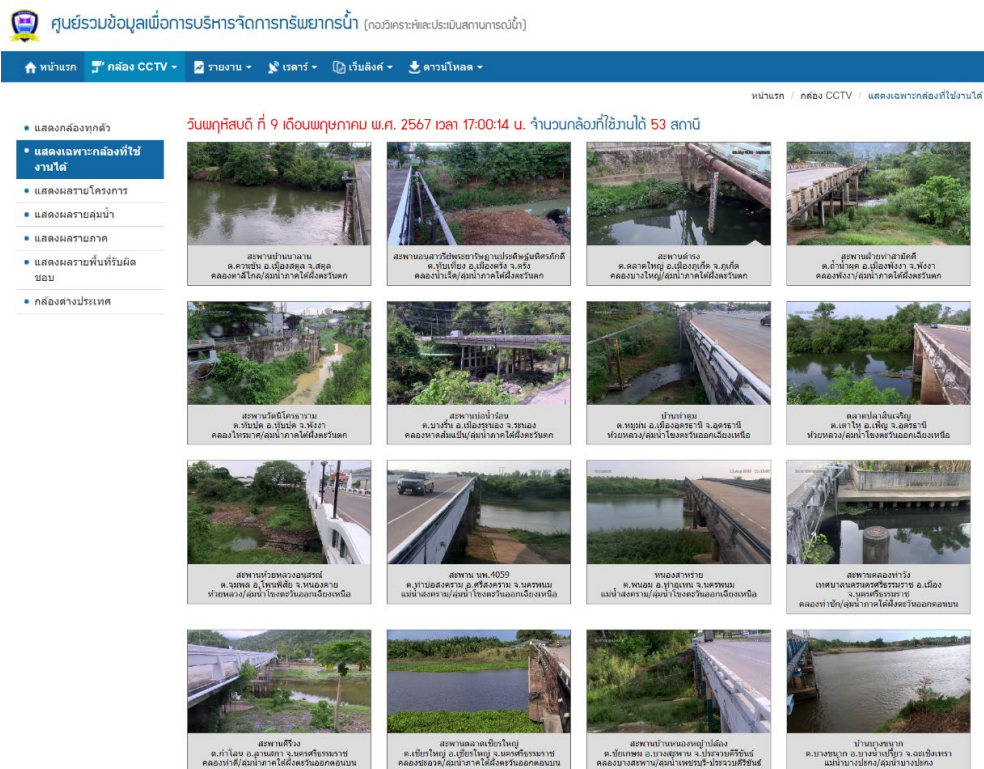 ศูนย์รวมข้อมูลเพื่อการบริหารจัดการทรัพยากรน้ำ (กองวิเคราะห์และประเมินสถานการณ์น้ำ)
หน้าแรก กล้อง CCTV รายงาน เรดาร์ เว็บลิงค์ ดาวน์โหลด
หน้าแรก / กล้อง CCTV / แสดงเฉพาะกล้องที่ใช้งานได้
แสดงกล้องทุกตัว
แสดงเฉพาะกล้องที่ใช้
งานได้
แสดงผลรายโครงการ
แสดงผลรายลุ่มน้ำ
แสดงผลรายภาค
แสดงผลรายพื้นที่รับผิด
ชอบ
กล้องต่างประเทศ
วันพฤหัสบดี ที่ 9 เดือนพฤษภาคม พ.ศ. 2567 เวลา 17:00:14 น. จำนวนกล้องที่ใช้งานได้ 53 สถานี
สะพานบ้านนาลาน
ต.ควนขัน อ.เมืองสตูล จ.สตูล
คลองตาลีไกล/ลุ่มน้ำภาคใต้ฝั่งตะวันตก
สะพานอนุสาวรีย์พระยารัษฎานุประดิษฐ์มหิศรภักดี
ต.ทับเที่ยง อ.เมืองตรัง จ.ตรัง
คลองน้ำเจ็ด/ลุ่มน้ำภาคใต้ฝั่งตะวันตก
สะพานดำรง
ต.ตลาดใหญ่ อ.เมืองภูเก็ต จ.ภูเก็ต
คลองบางใหญ่/ลุ่มน้ำภาคใต้ฝั่งตะวันตก
สะพานฝ่ายท่าสามัคคี
ต.ถ้ำน้ำผุด อ.เมืองพังงา จ.พังงา
คลองพังงา/ลุ่มน้ำภาคใต้ฝั่งตะวันตก
สะพานวัดนิโครธาราม
ต.ทับปุด อ.ทับปุด จ.พังงา
คลองไทรมาศ/ลุ่มน้ำภาคใต้ฝั่งตะวันตก
สะพานบ่อน้ำร้อน
ต.บางริ้น อ.เมืองระนอง จ.ระนอง
คลองหาดส้มแป้น/ลุ่มน้ำภาคใต้ฝั่งตะวันตก
บ้านท่าตูม
ต.หมูม่น อ.เมืองอุดรธานี จ.อุดรธานี
ห้วยหลวง/ลุ่มน้ำโขงตะวันออกเฉียงเหนือ
ตลาดปลาสินเจริญ
ต.เตาไห อ.เพ็ญ จ.อุดรธานี
ห้วยหลวง/ลุ่มน้ำโขงตะวันออกเฉียงเหนือ
สะพานห้วยหลวงอนุสรณ์
ต.จุมพล อ.โพนพิสัย จ.หนองคาย
ห้วยหลวง/ลุ่มน้ำโขงตะวันออกเฉียงเหนือ
สะพาน นพ.4059
ต.ท่าบ่อสงคราม อ.ศรีสงคราม จ.นครพนม
แม่น้ำสงคราม/ลุ่มน้ำโขงตะวันออกเฉียงเหนือ
หนองสาหร่าย
ต.พนอม อ.ท่าอุเทน จ.นครพนม
แม่น้ำสงคราม/ลุ่มน้ำโขงตะวันออกเฉียงเหนือ
สะพานคลองท่าวัง
เทศบาลนครนครศรีธรรมราช อ.เมือง
จ.นครศรีธรรมราช
คลองท่าซัก/ลุ่มน้ำภาคใต้ฝั่งตะวันออกตอนบน
สะพานคีรีวง
ต.กำโลน อ.ลานสกา จ.นครศรีธรรมราช
คลองท่าดี/ลุ่มน้ำภาคใต้ฝั่งตะวันออกตอนบน
สะพานตลาดเชียรใหญ่
ต.เชียรใหญ่ อ.เชียรใหญ่ จ.นครศรีธรรมราช
คลองชะอวด/ลุ่มน้ำภาคใต้ฝั่งตะวันออกตอนบน
สะพานบ้านหนองหญ้าปล้อง
ต.ชัยเกษม อ.บางสะพาน จ.ประจวบคีรีขันธ์
คลองบางสะพาน/ลุ่มน้ำเพชรบุรี-ประจวบคีรีขันธ์
บ้านบางขนาก
ต.บางขนาก อ.บางน้ำเปรี้ยว จ.ฉะเชิงเทรา
แม่น้ำบางปะกง/ลุ่มน้ำบางปะกง